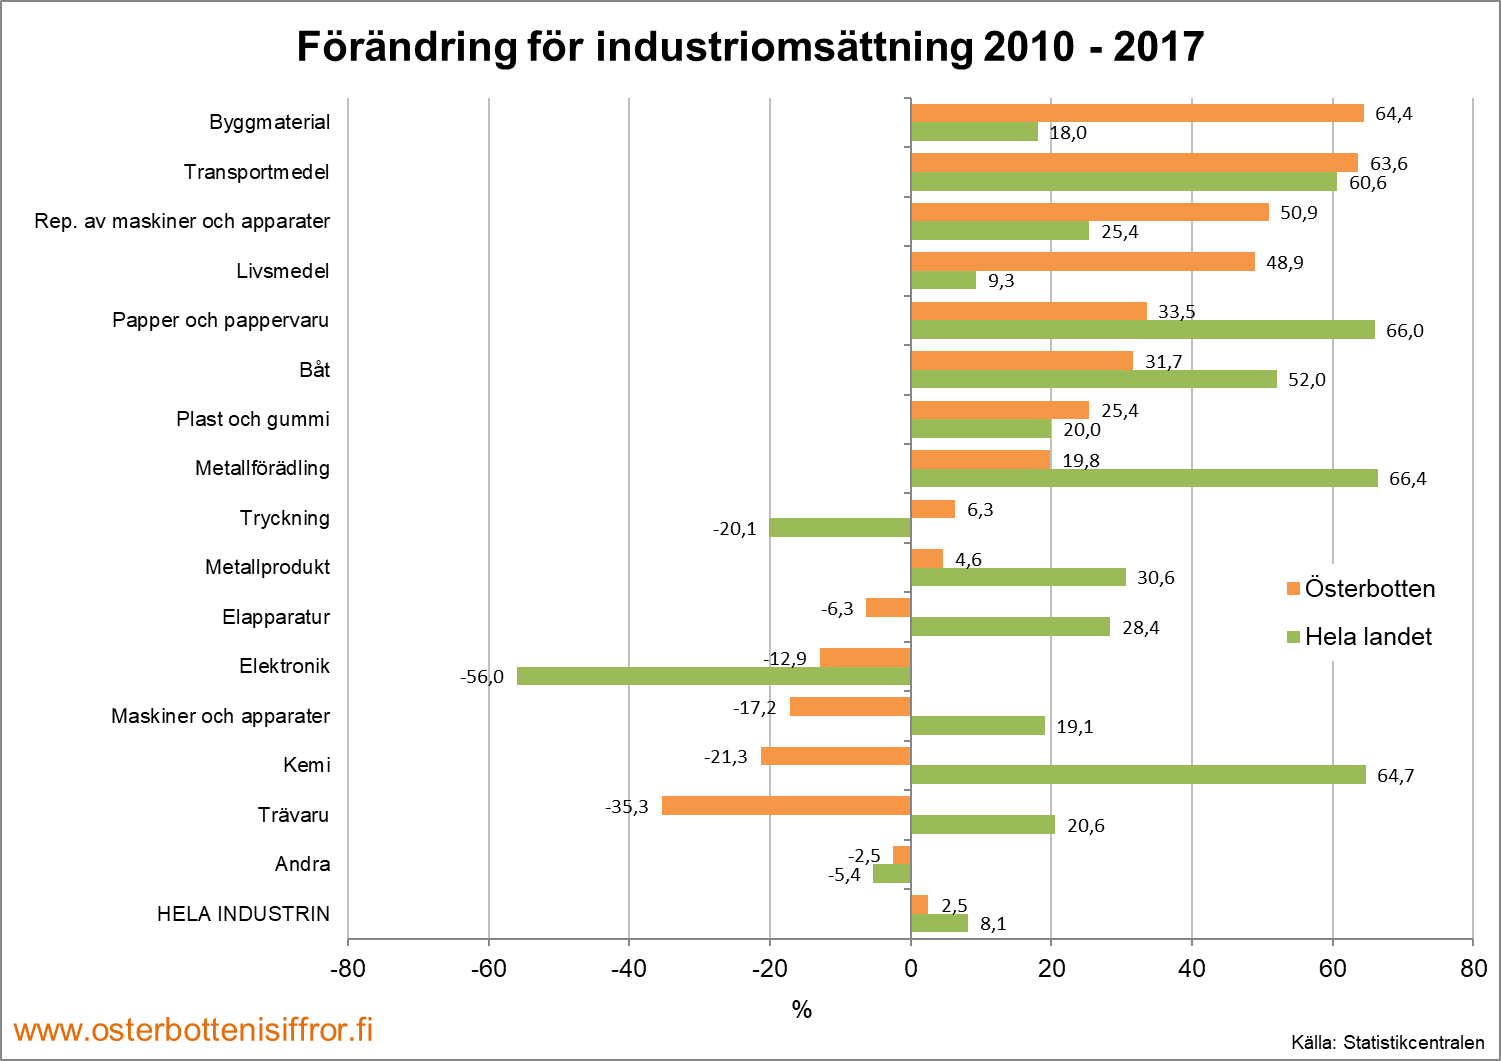 Förändring för industriomsättning 2010 - 2017
Byggmaterial
64,4
18,0
Transportmedel
63,6
60,6
Rep. av maskiner och apparater
50,9
25,4
Livsmedel
48,9
9,3
Papper och pappervaru
33,5
66,0
Båt
31,7
52,0
Plast och gummi
25,4
20,0
Metallförädling
19,8
66,4
Tryckning
6,3
-20,1
Metallprodukt
4,6
30,6
Elapparatur
-6,3
28,4
Elektronik
-12,9
-56,0
Maskiner och apparater
-17,2
19,1
Kemi
-21,3
64,7
Trävaru
-35,3
20,6
Andra
-2,5
-5,4
HELA INDUSTRIN
2,5
8,1
Österbotten
Hela landet
-80 -60 -40 -20 0 20 40 60 80
%
www.osterbottenisiffror.fi
Källa: Statistikcentralen